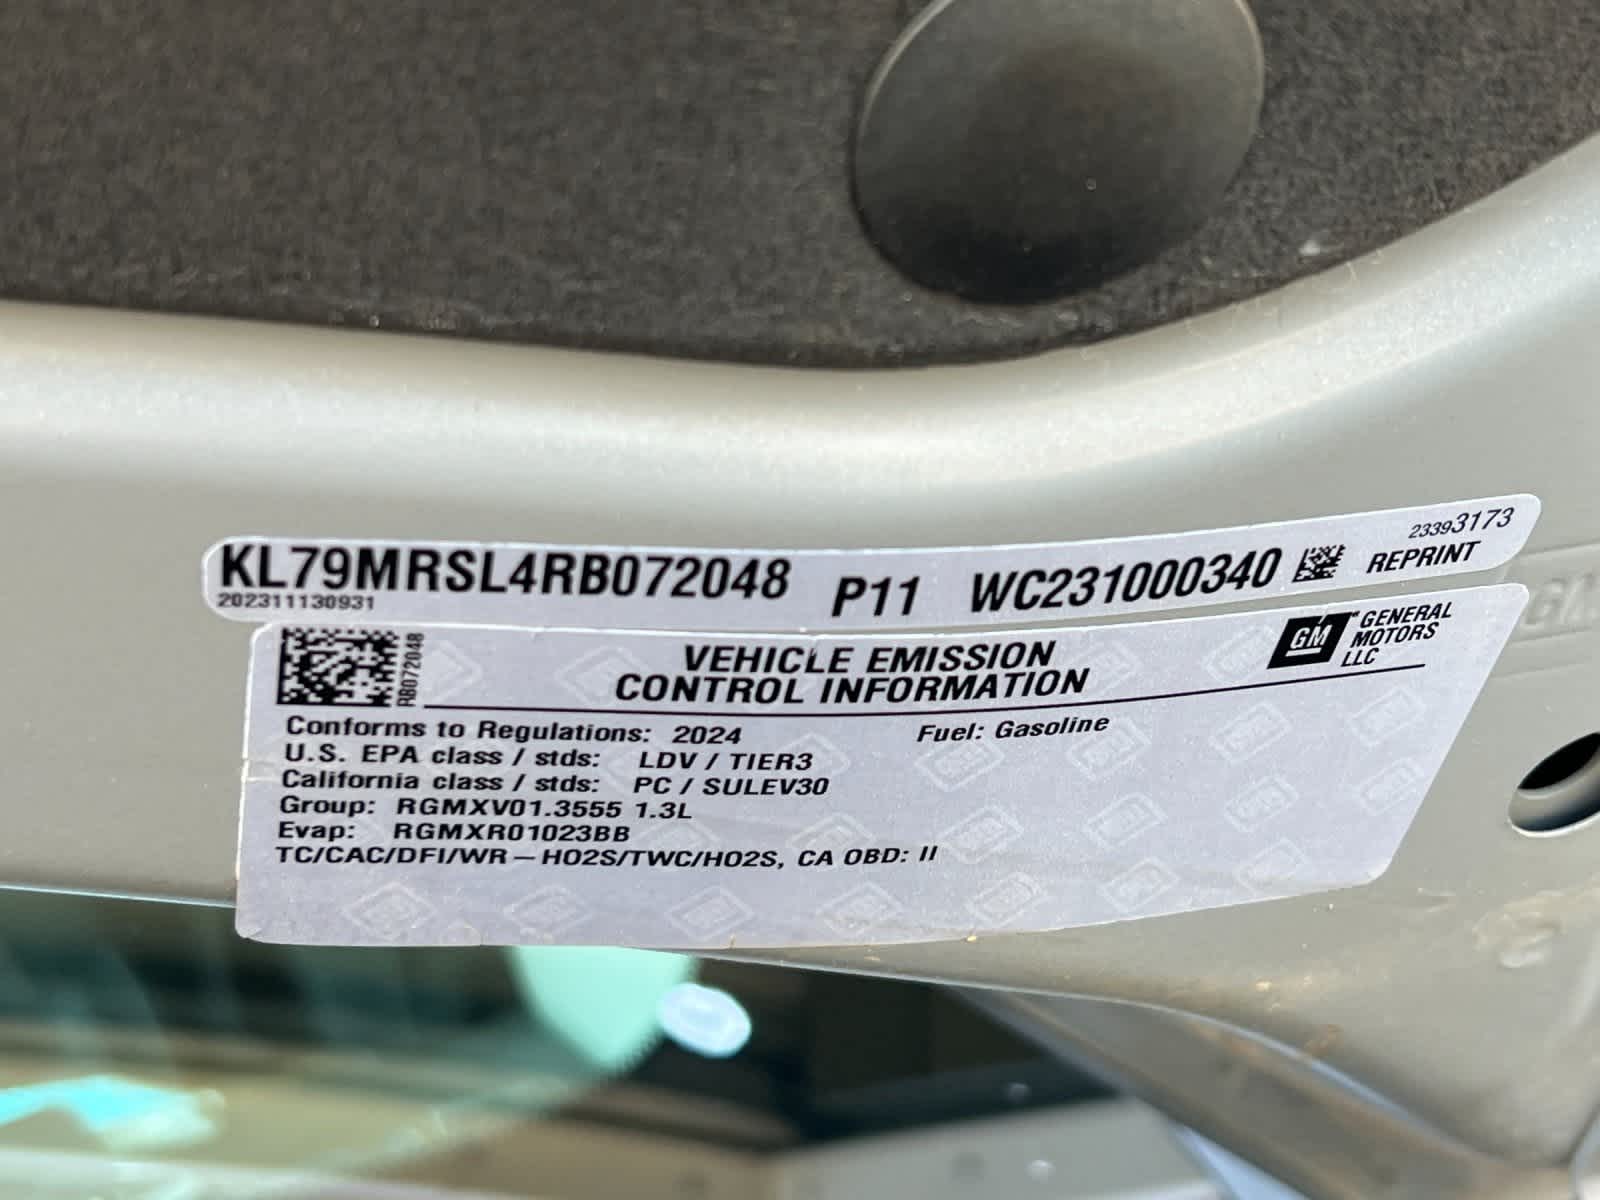 23393173
KL79MRSL4RB072048 P11 WC231000340 REPRINT
202311130931
RB072048
VEHICLE EMISSION
CONTROL INFORMATION
GM GENERAL
MOTORS
LLC
Conforms to Regulations: 2024 Fuel: Gasoline
U.S. EPA class / stds: LDV / TIER3
California class / stds: PC / SULEV30
Group: RGMXV01.3555 1.3L
Evap: RGMXR01023BB
TC/CAC/DFI/WR-HO2S/TWC/HO2S, CA OBD: II
GM